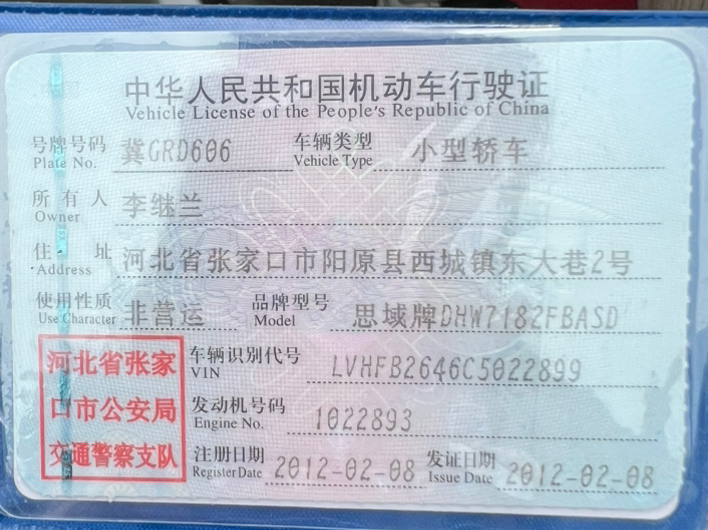 中华人民共和国机动车行驶证
Vehicle License of the People's Republic of China
号牌号码 冀GRD606 车辆类型 小型轿车
Plate No. Vehicle Type
所有人 李继兰
Owner
住址 河北省张家口市阳原县西城镇东大巷2号
Address
使用性质 非营运 品牌型号 思域牌DHW7182FBASD
Use Character Model
河北省张家 车辆识别代号 LVHFB2646C5022899
VIN
口市公安局 发动机号码 1022893
Engine No.
交通警察支队 注册日期 2012-02-08 发证日期 2012-02-08
Register Date Issue Date